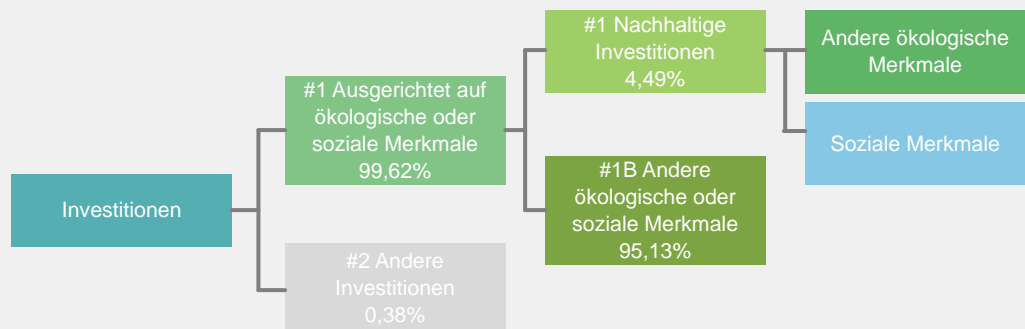 Investitionen
#1 Ausgerichtet auf
ökologische oder
soziale Merkmale
99,62%
#2 Andere
Investitionen
0,38%
#1 Nachhaltige
Investitionen
4,49%
#1B Andere
ökologische oder
soziale Merkmale
95,13%
Andere ökologische
Merkmale
Soziale Merkmale